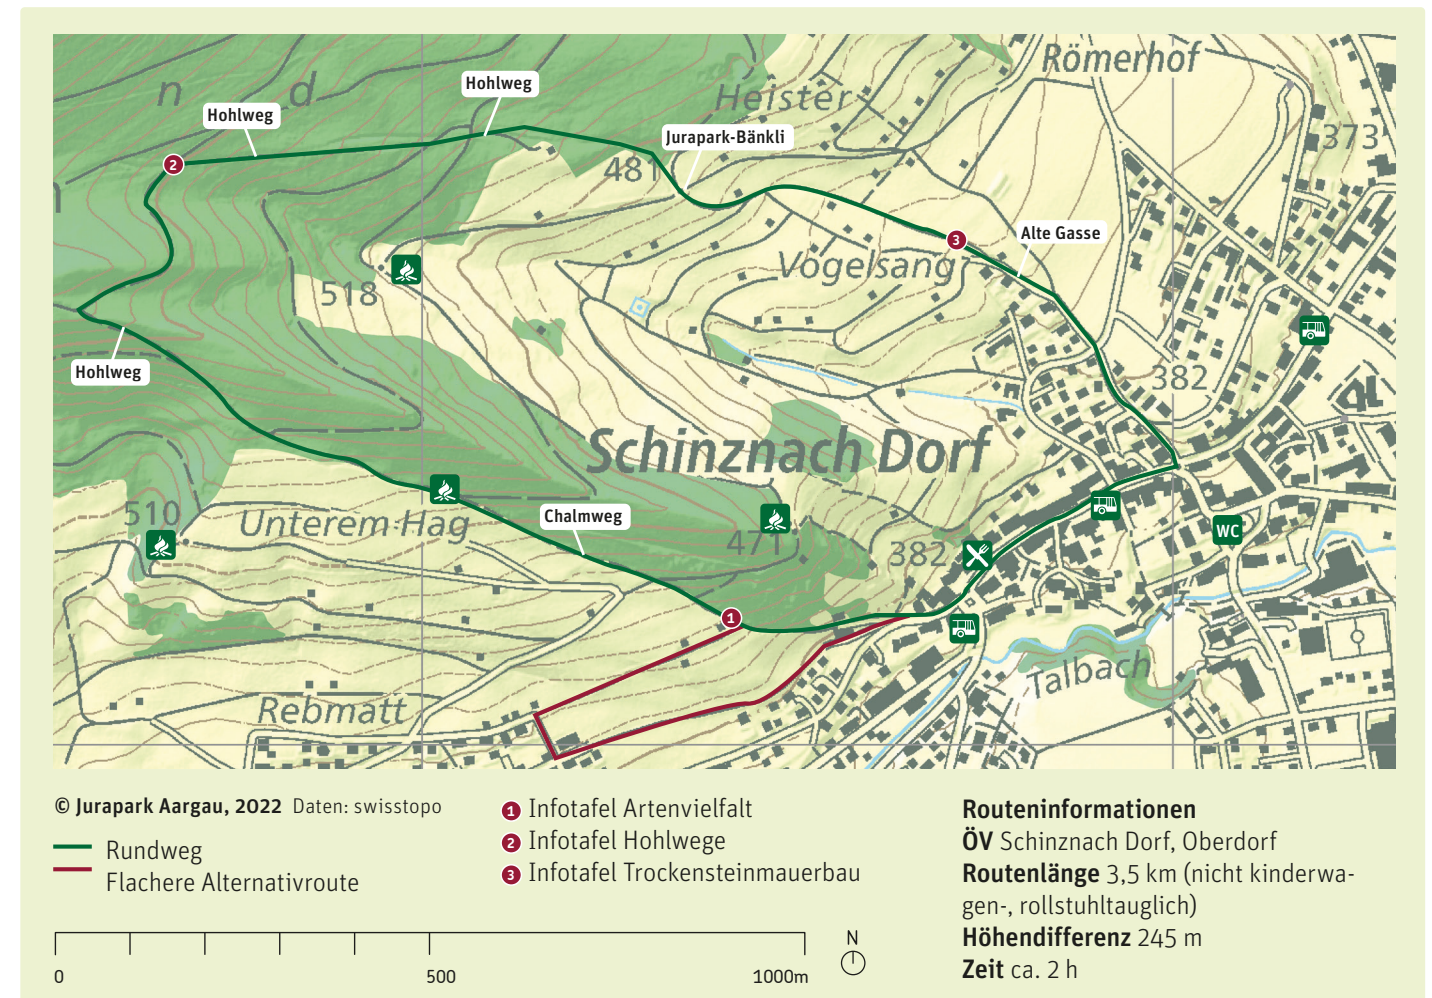 Römerhof
n d
Hohlweg
Heister
Hohlweg
373
Jurapark-Bänkli
2
481
3
Alte Gasse
Vogelsang
518
Hohlweg
382
Schinznach Dorf
510
Unterem Hag
Chalmweg
471
382
WC
1
Talbach
Rebmatt
© Jurapark Aargau, 2022 Daten: swisstopo
Rundweg
Flachere Alternativroute
0 500 1000m
1 Infotafel Artenvielfalt
2 Infotafel Hohlwege
3 Infotafel Trockensteinmauerbau
N
Routeninformationen
ÖV Schinznach Dorf, Oberdorf
Routenlänge 3,5 km (nicht kinderwa-
gen-, rollstuhltauglich)
Höhendifferenz 245 m
Zeit ca. 2 h